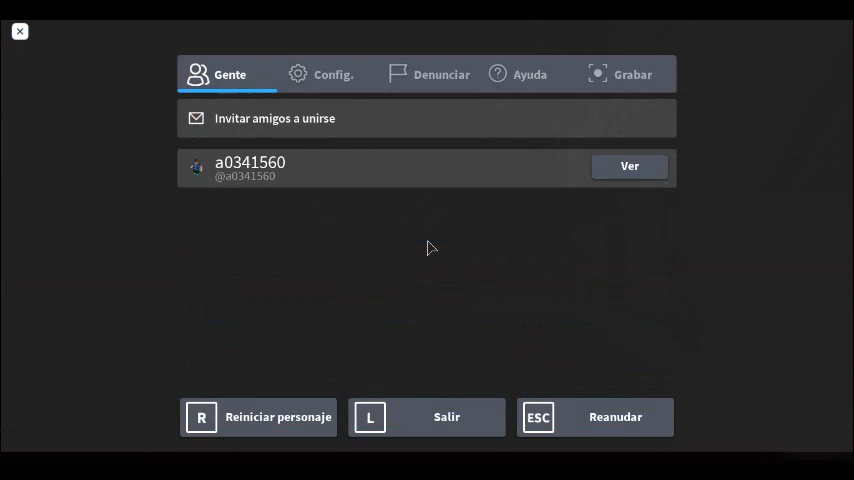 Gente
Config.
Denunciar
Ayuda
Grabar
Invitar amigos a unirse
a0341560
@a0341560
Ver
R
Reiniciar personaje
L
Salir
ESC
Reanudar